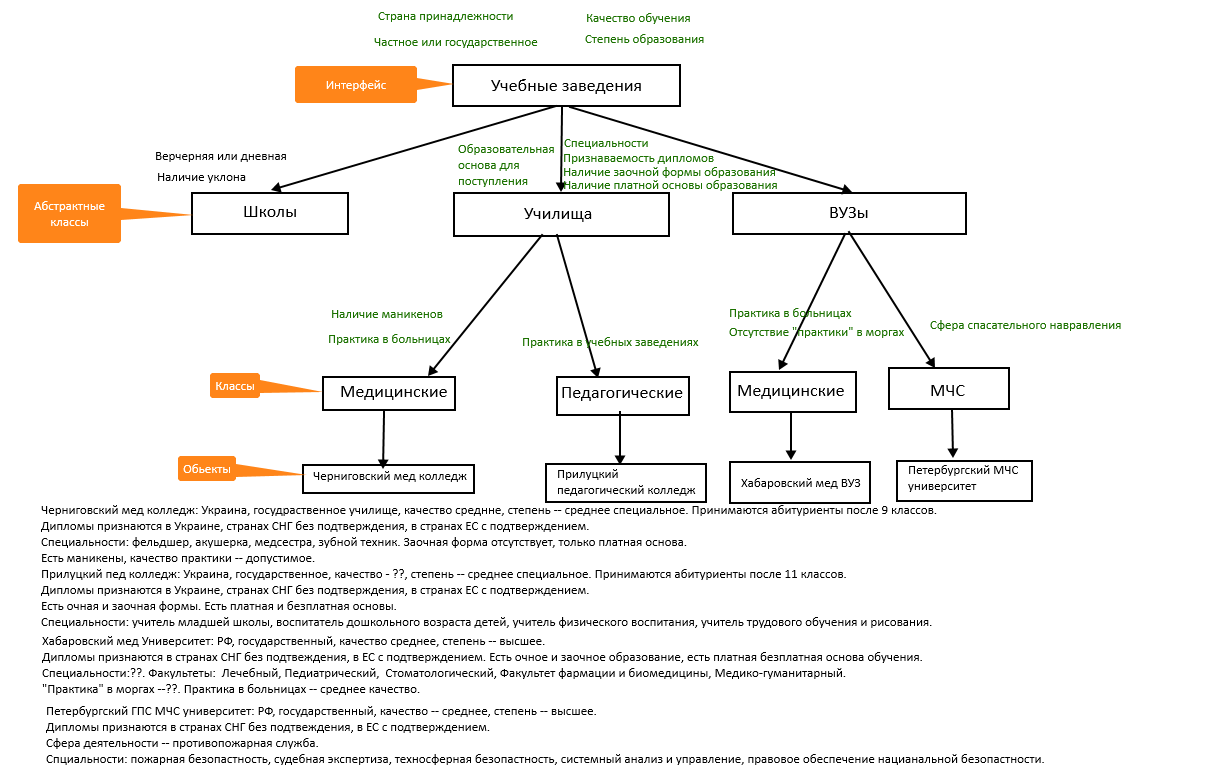 Страна принадлежности
Качество обучения
Частное или государственное
Степень образования
Интерфейс
Учебные заведения
Верчерняя или дневная
Наличие уклона
Образовательная
основа для
поступления
Специальности
Признаваемость дипломов
Наличие заочной формы образования
Наличие платной основы образования
Абстрактные
классы
Школы
Училища
ВУЗы
Наличие маникенов
Практика в больницах
Практика в учебных заведениях
Практика в больницах
Отсутствие "практики" в моргах
Сфера спасательного навравления
Классы
Медицинские
Педагогические
Медицинские
МЧС
Обьекты
Черниговский мед колледж
Прилуцкий
педагогический колледж
Хабаровский мед ВУЗ
Петербургский МЧС
университет
Черниговский мед колледж: Украина, госудраственное училище, качество среднне, степень -- среднее специальное. Принимаются абитуриенты после 9 классов.
Дипломы признаются в Украине, странах СНГ без подтверждения, в странах ЕС с подтверждением.
Специальности: фельдшер, акушерка, медсестра, зубной техник. Заочная форма отсутствует, только платная основа.
Есть маникены, качество практики -- допустимое.
Прилуцкий пед колледж: Украина, государственное, качество - ??, степень -- среднее специальное. Принимаются абитуриенты после 11 классов.
Дипломы признаются в Украине, странах СНГ без подтверждения, в странах ЕС с подтверждением.
Есть очная и заочная формы. Есть платная и безплатная основы.
Специальности: учитель младшей школы, воспитатель дошкольного возраста детей, учитель физического воспитания, учитель трудового обучения и рисования.
Хабаровский мед Университет: РФ, государственный, качество среднее, степень -- высшее.
Дипломы признаются в странах СНГ без подтвеждения, в ЕС с подтверждением. Есть очное и заочное образование, есть платная безплатная основа обучения.
Специальности:??. Факультеты:  Лечебный, Педиатрический,  Стоматологический, Факультет фармации и биомедицины, Медико-гуманитарный.
"Практика" в моргах --??. Практика в больницах -- среднее качество.
Петербургский ГПС МЧС университет: РФ, государственный, качество -- среднее, степень -- высшее.
Дипломы признаются в странах СНГ без подтвеждения, в ЕС с подтверждением.
Сфера деятельности -- противопожарная служба.
Спциальности: пожарная безопастность, судебная экспертиза, техносферная безопастность, системный анализ и управление, правовое обеспечение нацианальной безопастности.